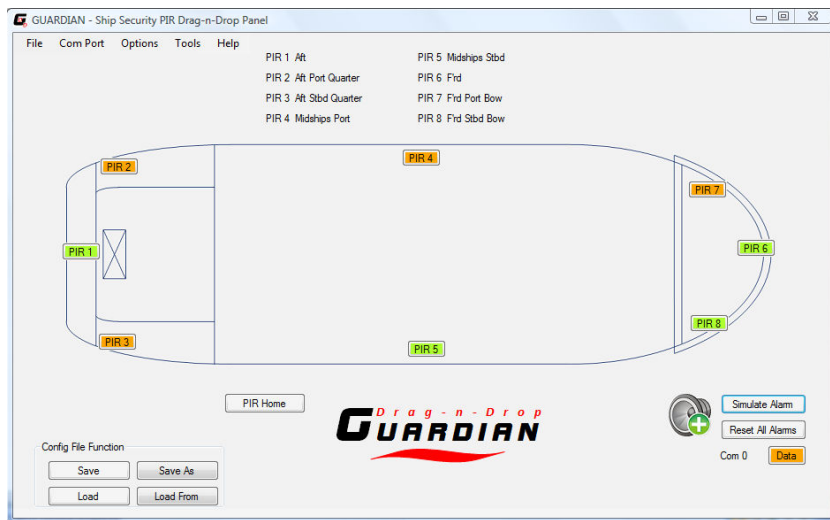 GUARDIAN - Ship Security PIR Drag-n-Drop Panel
File Com Port Options Tools Help
PIR 1 Aft
PIR 2 Aft Port Quarter
PIR 3 Aft Stbd Quarter
PIR 4 Midships Port
PIR 5 Midships Stbd
PIR 6 F'rd
PIR 7 F'rd Port Bow
PIR 8 F'rd Stbd Bow
PIR 2
PIR 4
PIR 7
PIR 1
PIR 6
PIR 3
PIR 5
PIR 8
PIR Home
Drag-n-Drop
GUARDIAN
Simulate Alarm
Reset All Alarms
Com 0 Data
Config File Function
Save Save As
Load Load From